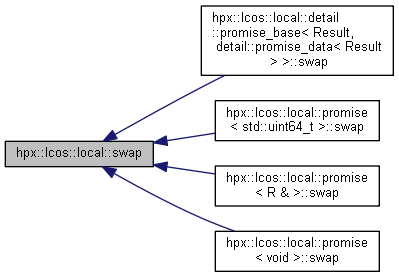 hpx::lcos::local::detail
::promise_base< Result,
detail::promise_data< Result
> >::swap
hpx::lcos::local::promise
< std::uint64_t >::swap
hpx::lcos::local::swap
hpx::lcos::local::promise
< R & >::swap
hpx::lcos::local::promise
< void >::swap